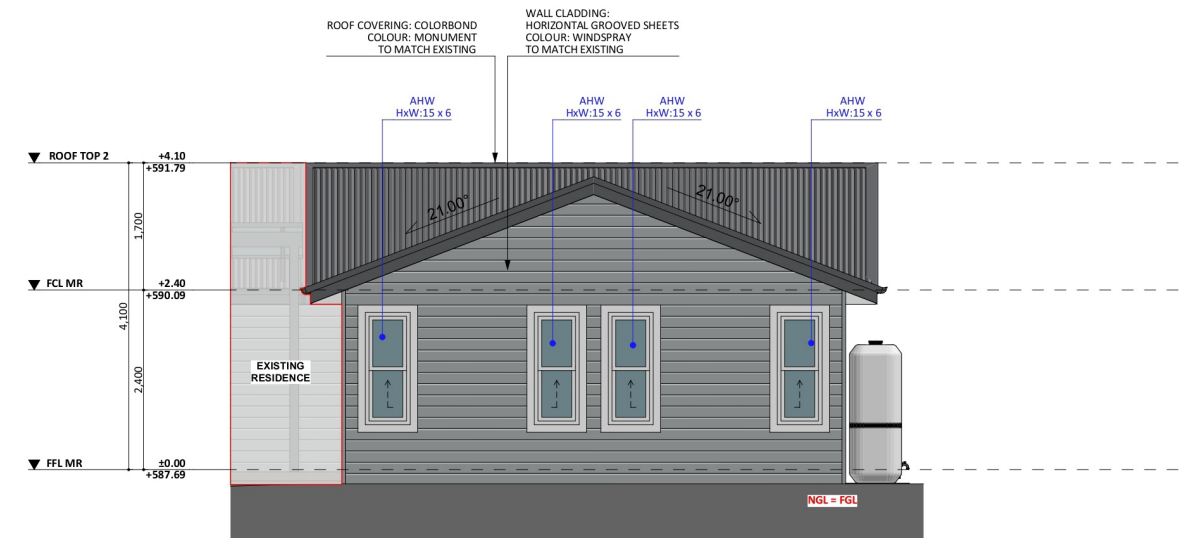 WALL CLADDING:
HORIZONTAL GROOVED SHEETS
COLOUR: WINDSPRAY
TO MATCH EXISTING
ROOF COVERING: COLORBOND
COLOUR: MONUMENT
TO MATCH EXISTING
AHW
HxW:15 x 6
AHW
HxW:15 x 6
AHW
HxW:15 x 6
AHW
HxW:15 x 6
ROOF TOP 2
+4.10
+591.79
21.00°
21.00°
1,700
FCL MR
+2.40
+590.09
4,100
2,400
EXISTING
RESIDENCE
FFL MR
±0.00
+587.69
NGL = FGL